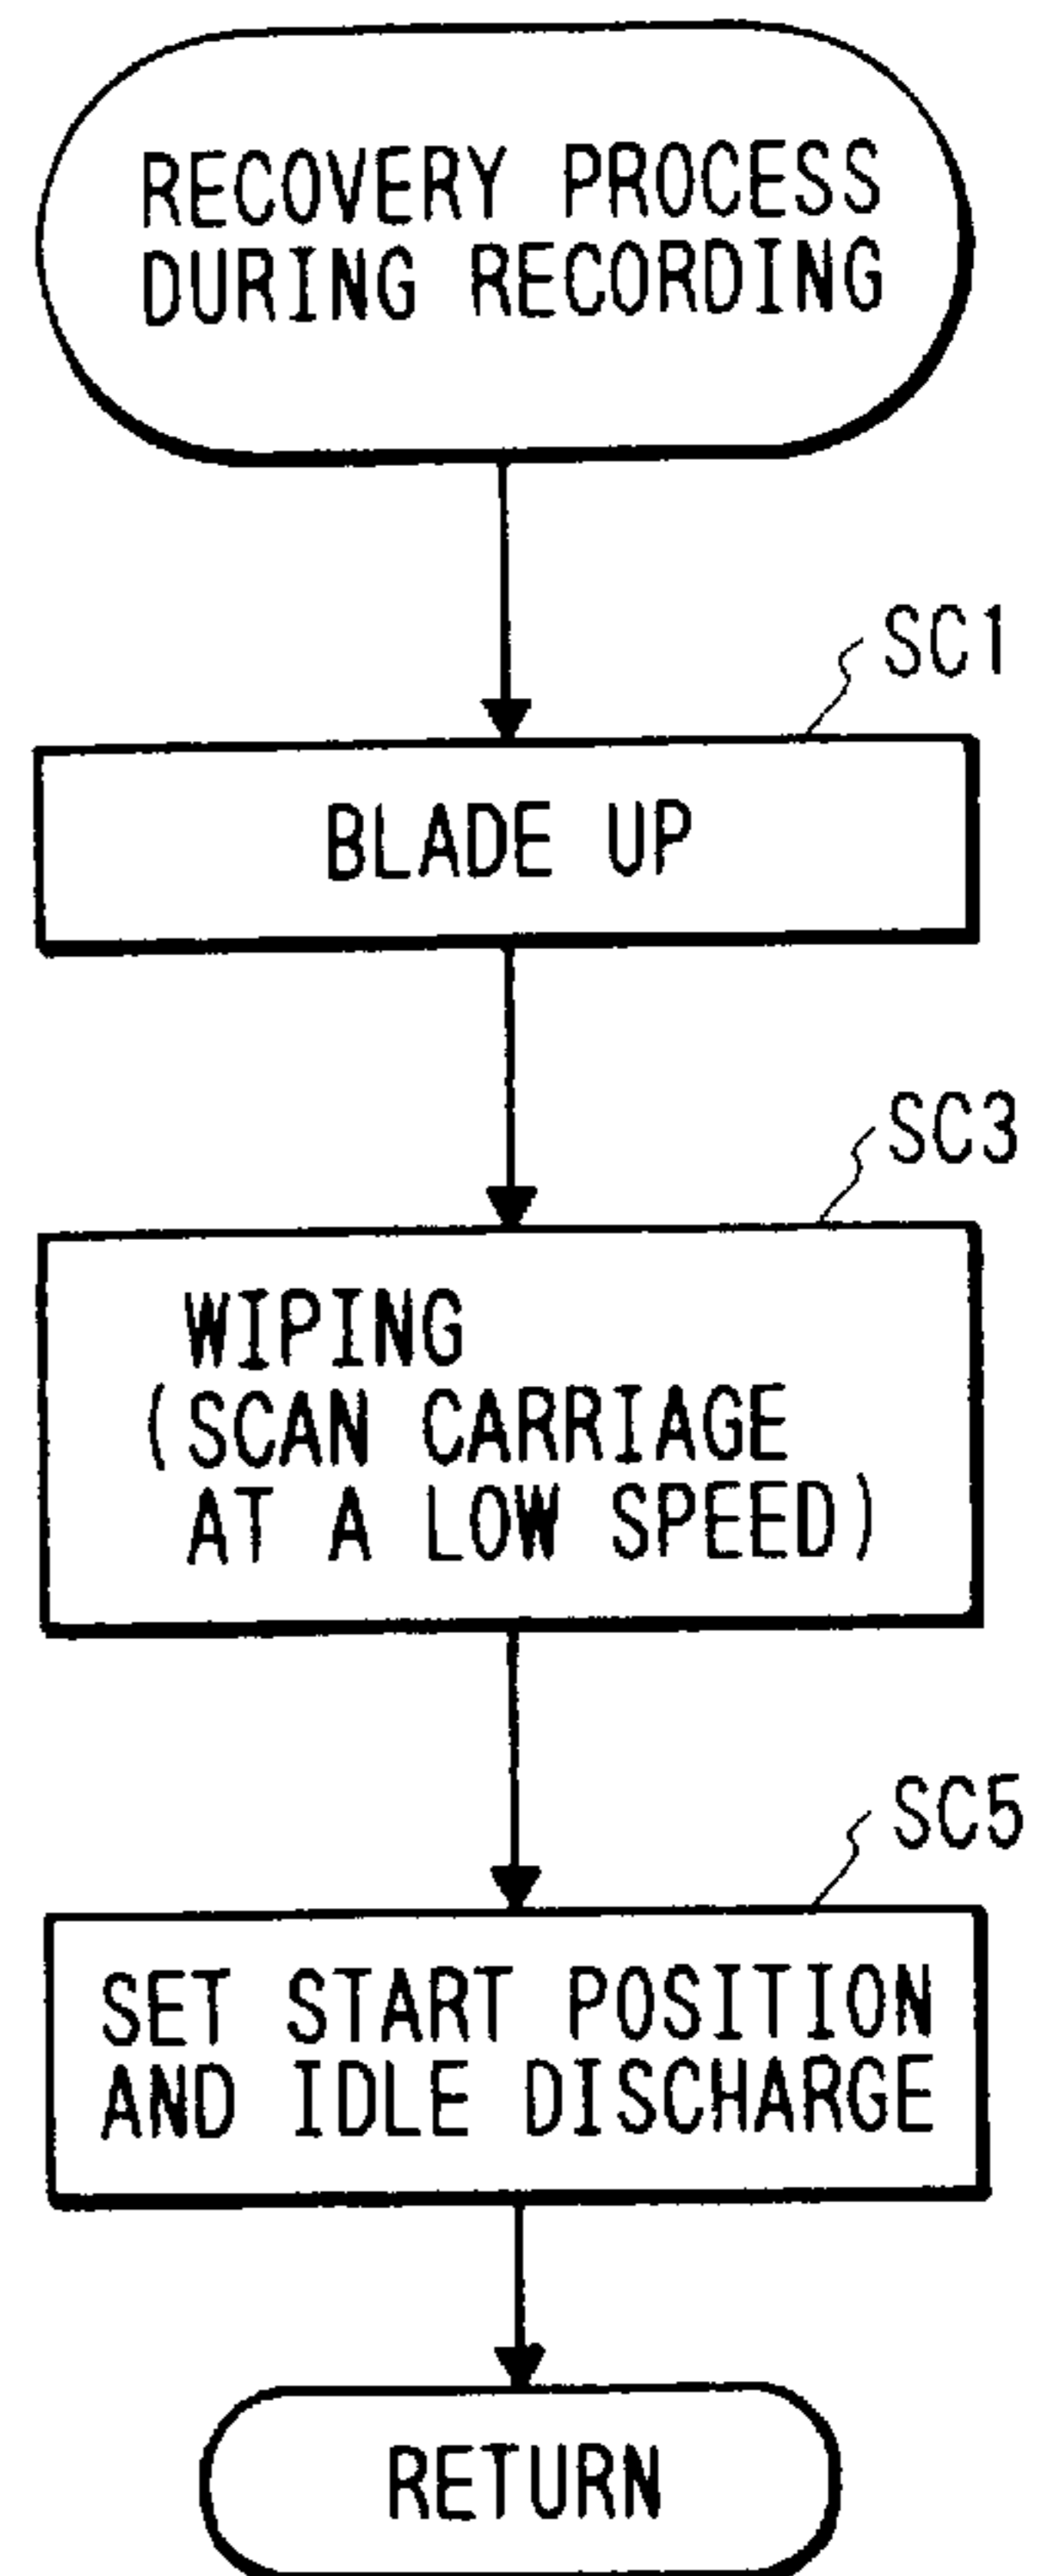 RECOVERY PROCESS
DURING RECORDING
SC1
BLADE UP
SC3
WIPING
(SCAN CARRIAGE
AT A LOW SPEED)
SC5
SET START POSITION
AND IDLE DISCHARGE
RETURN